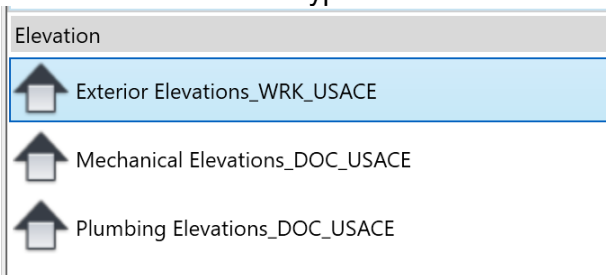 Elevation
Exterior Elevations_WRK_USACE
Mechanical Elevations_DOC_USACE
Plumbing Elevations_DOC_USACE